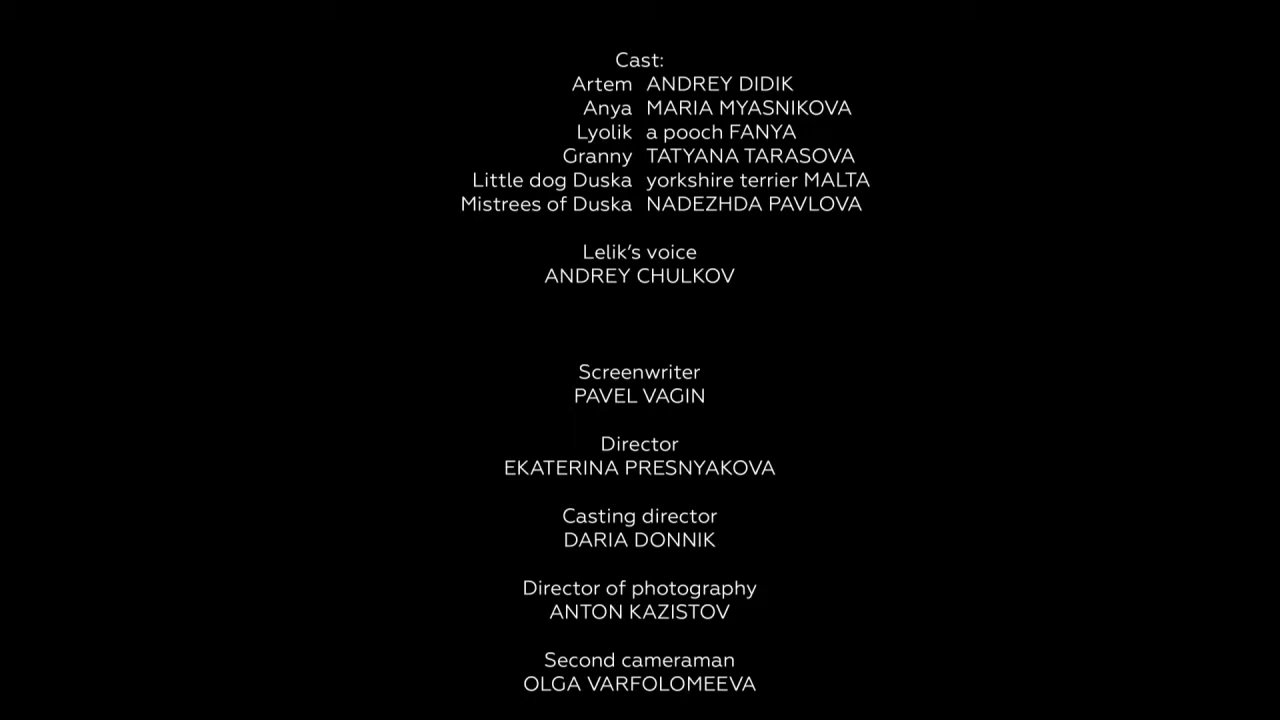 Cast:
Artem ANDREY DIDIK
Anya MARIA MYASNIKOVA
Lyolik a pooch FANYA
Granny TATYANA TARASOVA
Little dog Duska yorkshire terrier MALTA
Mistrees of Duska NADEZHDA PAVLOVA
Lelik's voice
ANDREY CHULKOV
Screenwriter
PAVEL VAGIN
Director
EKATERINA PRESNYAKOVA
Casting director
DARIA DONNIK
Director of photography
ANTON KAZISTOV
Second cameraman
OLGA VARFOLOMEEVA